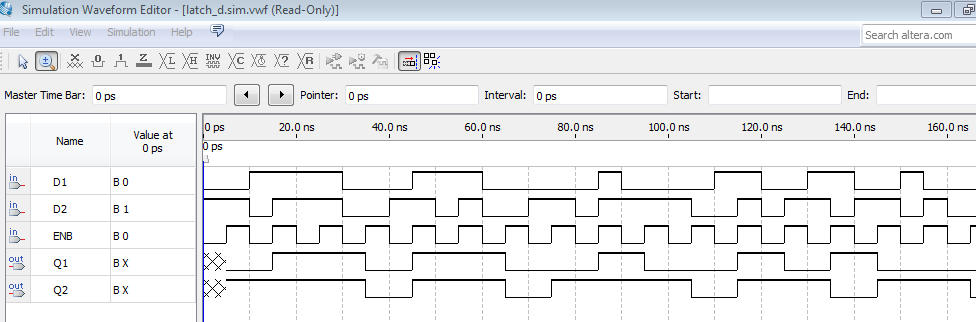 Simulation Waveform Editor - [latch_d.sim.vwf (Read-Only)]
File Edit View Simulation Help Search altera.com
Master Time Bar: 0 ps Pointer: 0 ps Interval: 0 ps Start: End:
Name Value at 0 ps 0 ps 20.0 ns 40.0 ns 60.0 ns 80.0 ns 100.0 ns 120.0 ns 140.0 ns 160.0 ns
0 ps
in D1 B 0
in D2 B 1
in ENB B 0
out Q1 B X
out Q2 B X